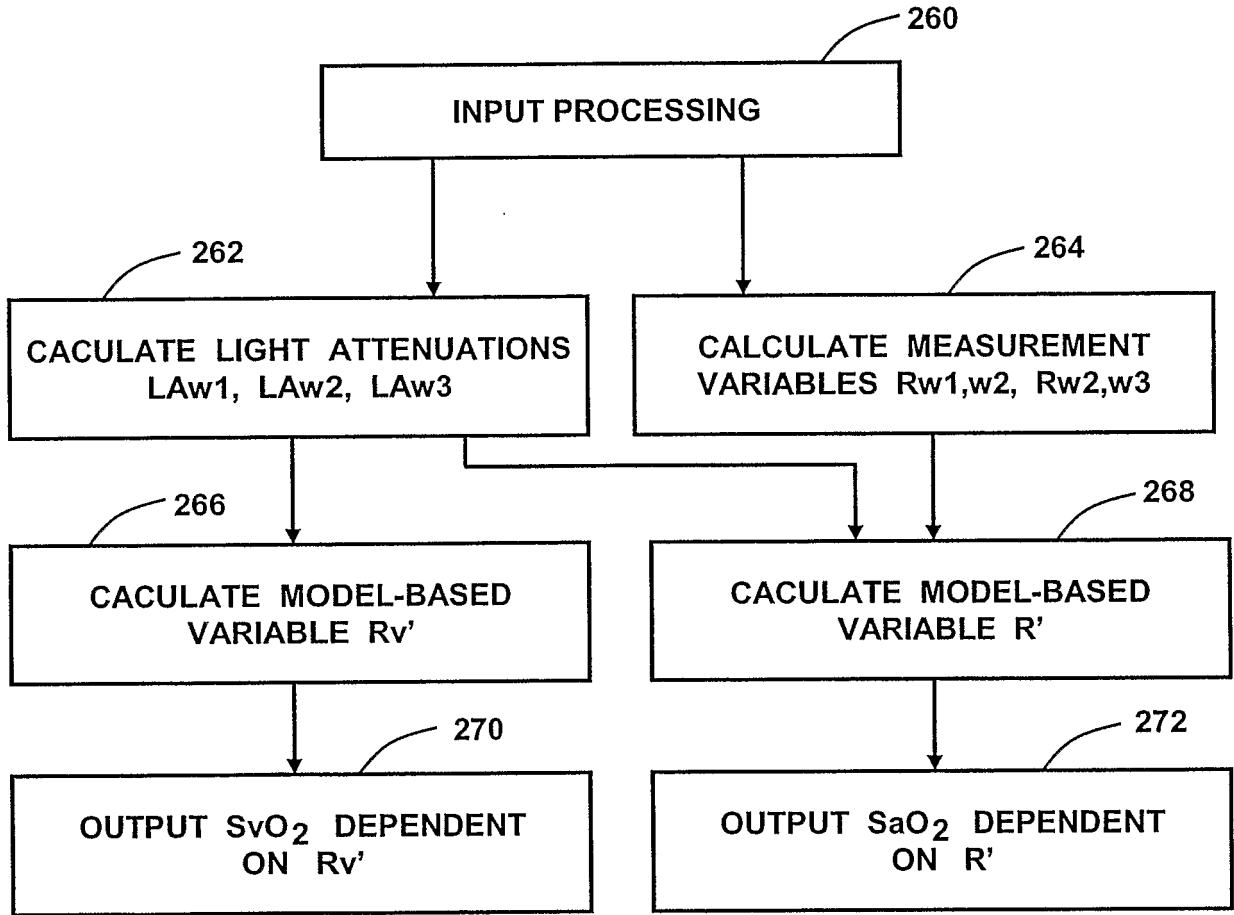 260
INPUT PROCESSING
262
264
CACULATE LIGHT ATTENUATIONS
LAw1, LAw2, LAw3
CALCULATE MEASUREMENT
VARIABLES Rw1,w2, Rw2,w3
266
268
CACULATE MODEL-BASED
VARIABLE Rv’
CACULATE MODEL-BASED
VARIABLE R’
270
272
OUTPUT SvO2 DEPENDENT
ON Rv’
OUTPUT SaO2 DEPENDENT
ON R’